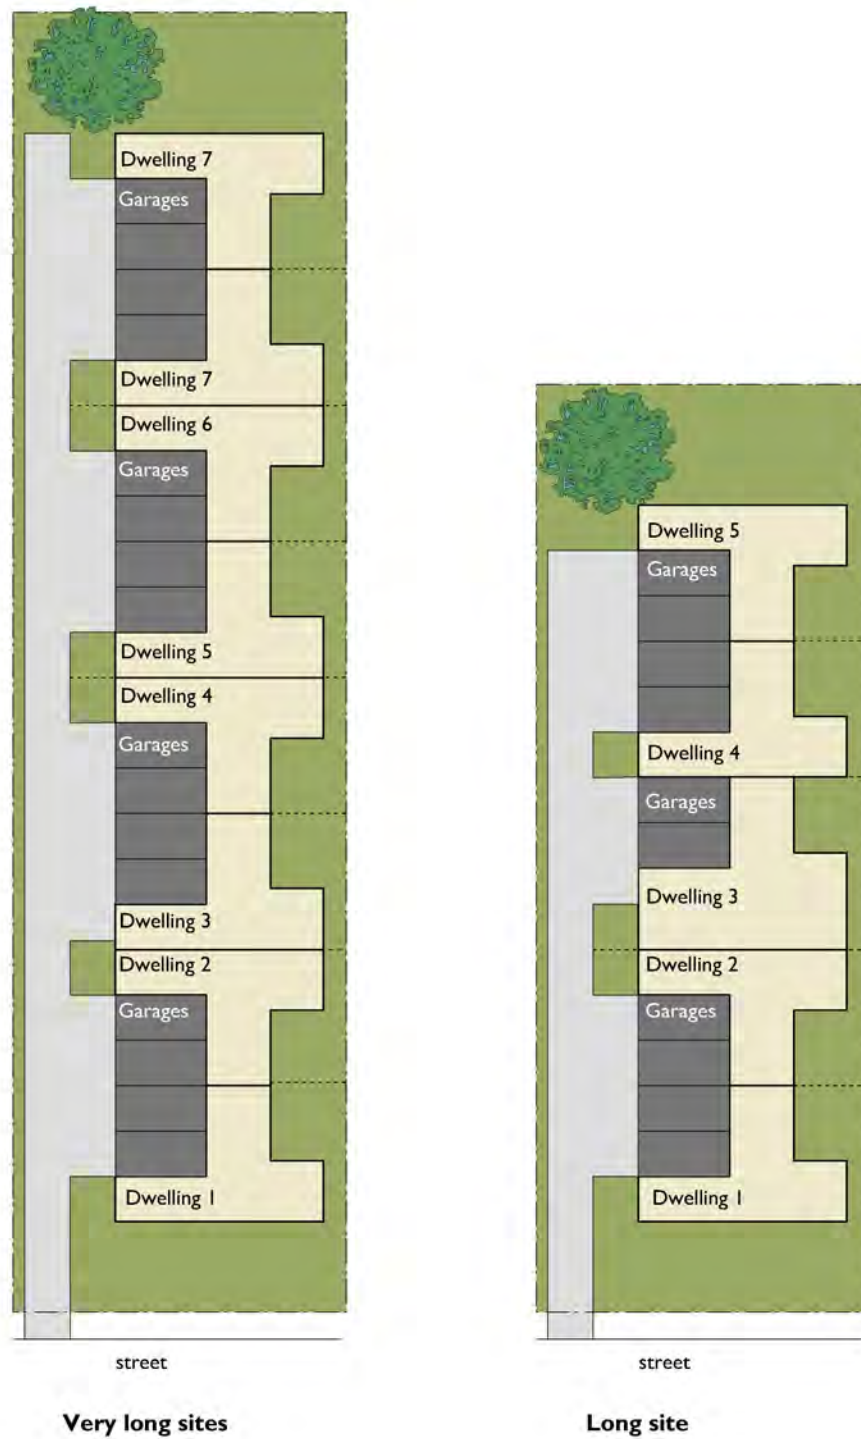 Dwelling 7
Garages
Dwelling 7
Dwelling 6
Garages
Dwelling 5
Dwelling 4
Garages
Dwelling 3
Dwelling 2
Garages
Dwelling 1
street
Very long sites
Dwelling 5
Garages
Dwelling 4
Garages
Dwelling 3
Dwelling 2
Garages
Dwelling 1
street
Long site